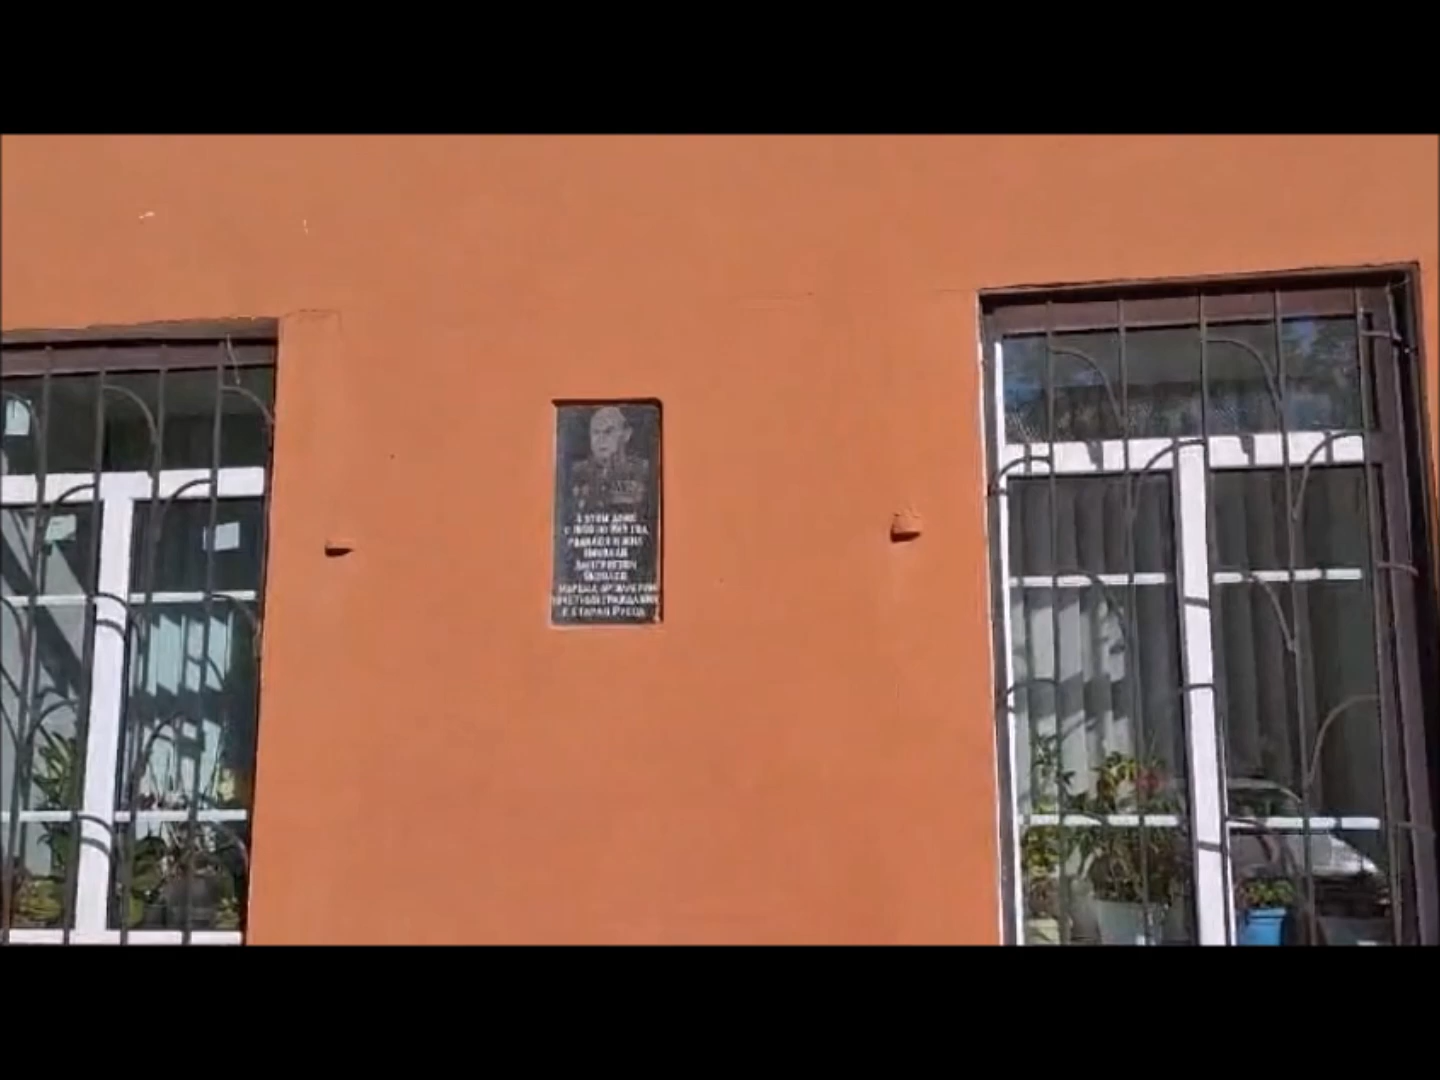 В ЭТОМ ДОМЕ
РОДИЛСЯ И ЖИЛ
НИКОЛАЙ
ДМИТРИЕВИЧ
ЯКОВЛЕВ
МАРШАЛ АРТИЛЛЕРИИ
ПОЧЕТНЫЙ ГРАЖДАНИН
Г. СТАРАЯ РУССА